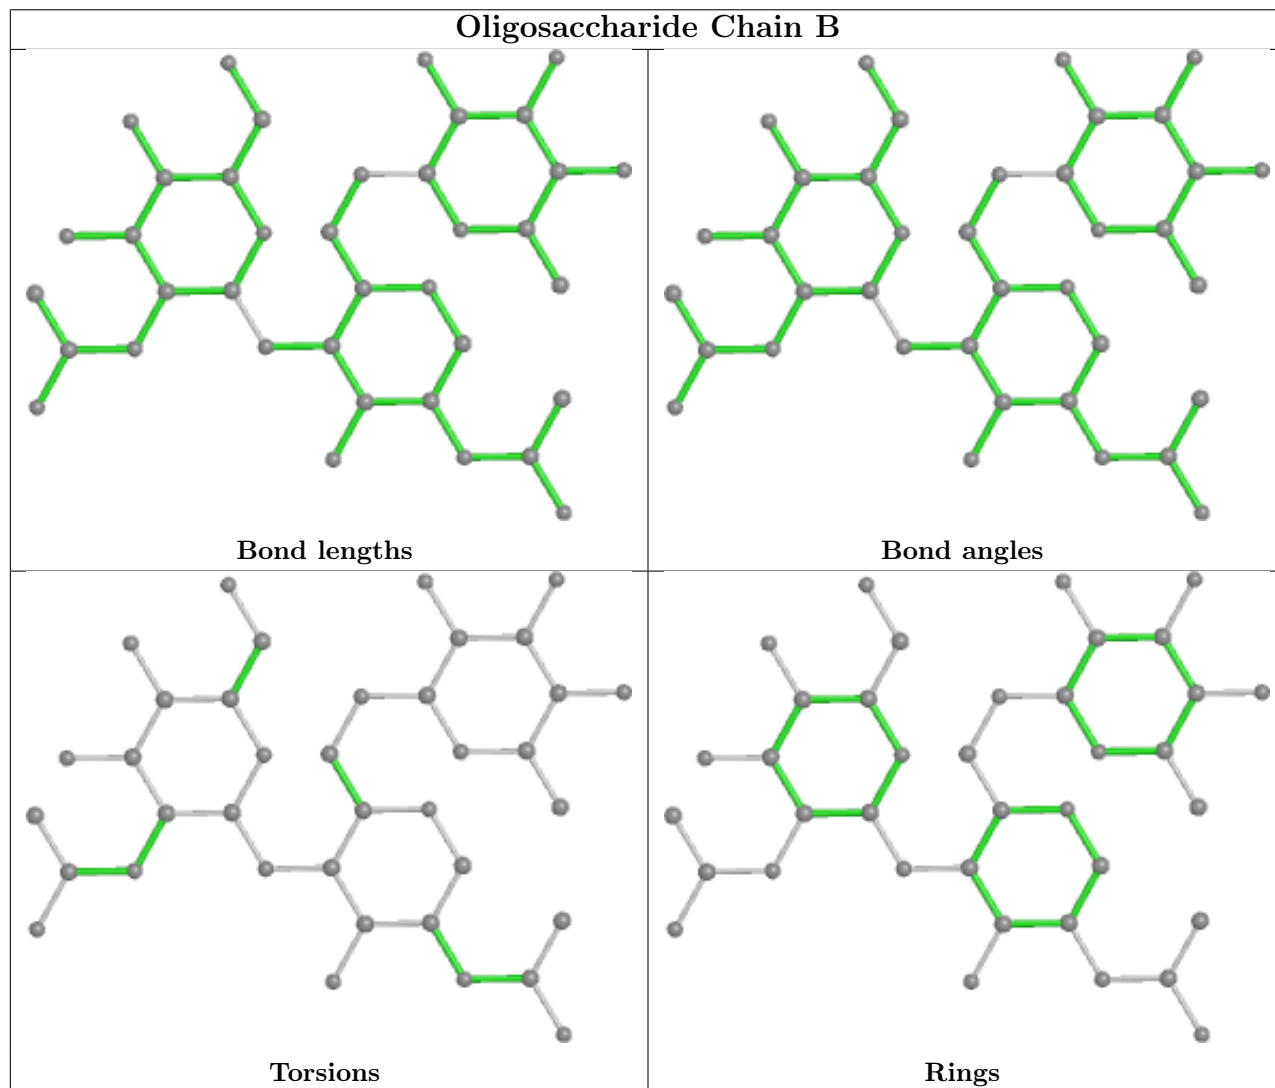 Oligosaccharide Chain B
Bond lengths
Bond angles
Torsions
Rings